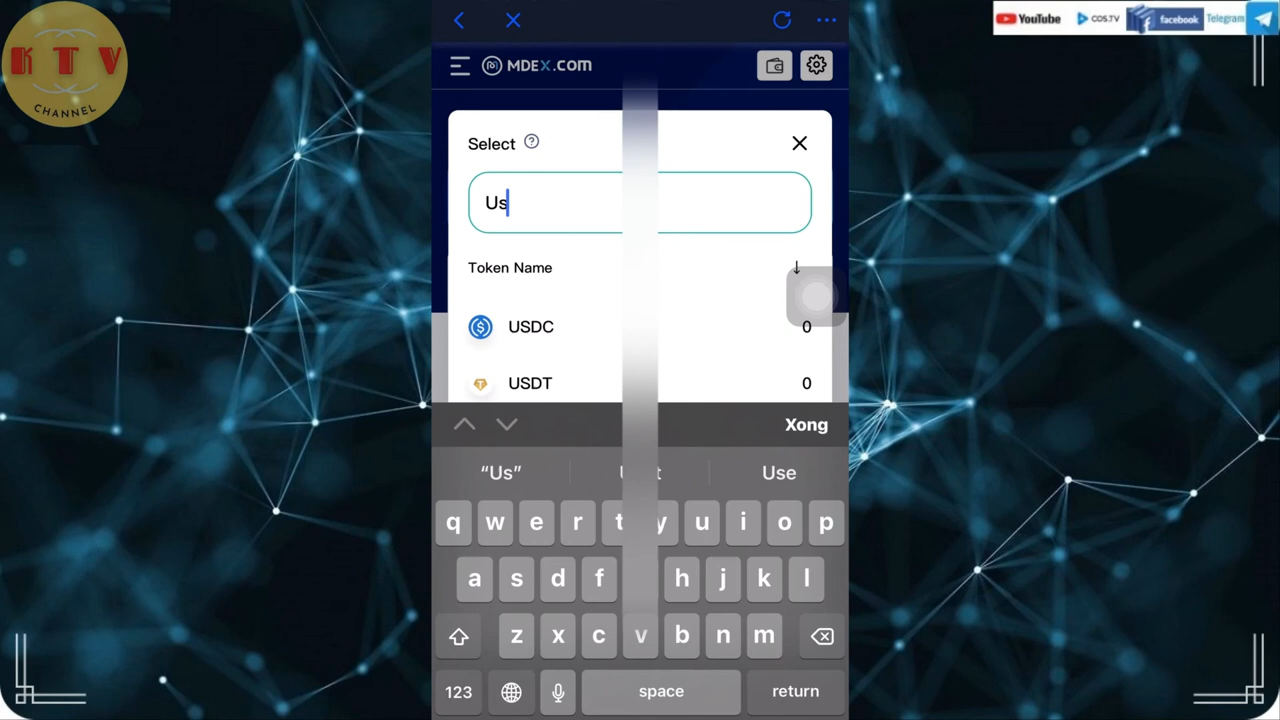 K T V
CHANNEL
YouTube
COS.TV
facebook
Telegram
MDEX.COM
Select
Us
Token Name
USDC
0
USDT
0
Xong
“Us”
Use
q w e r t y u i o p
a s d f h j k l
z x c v b n m
123
space
return